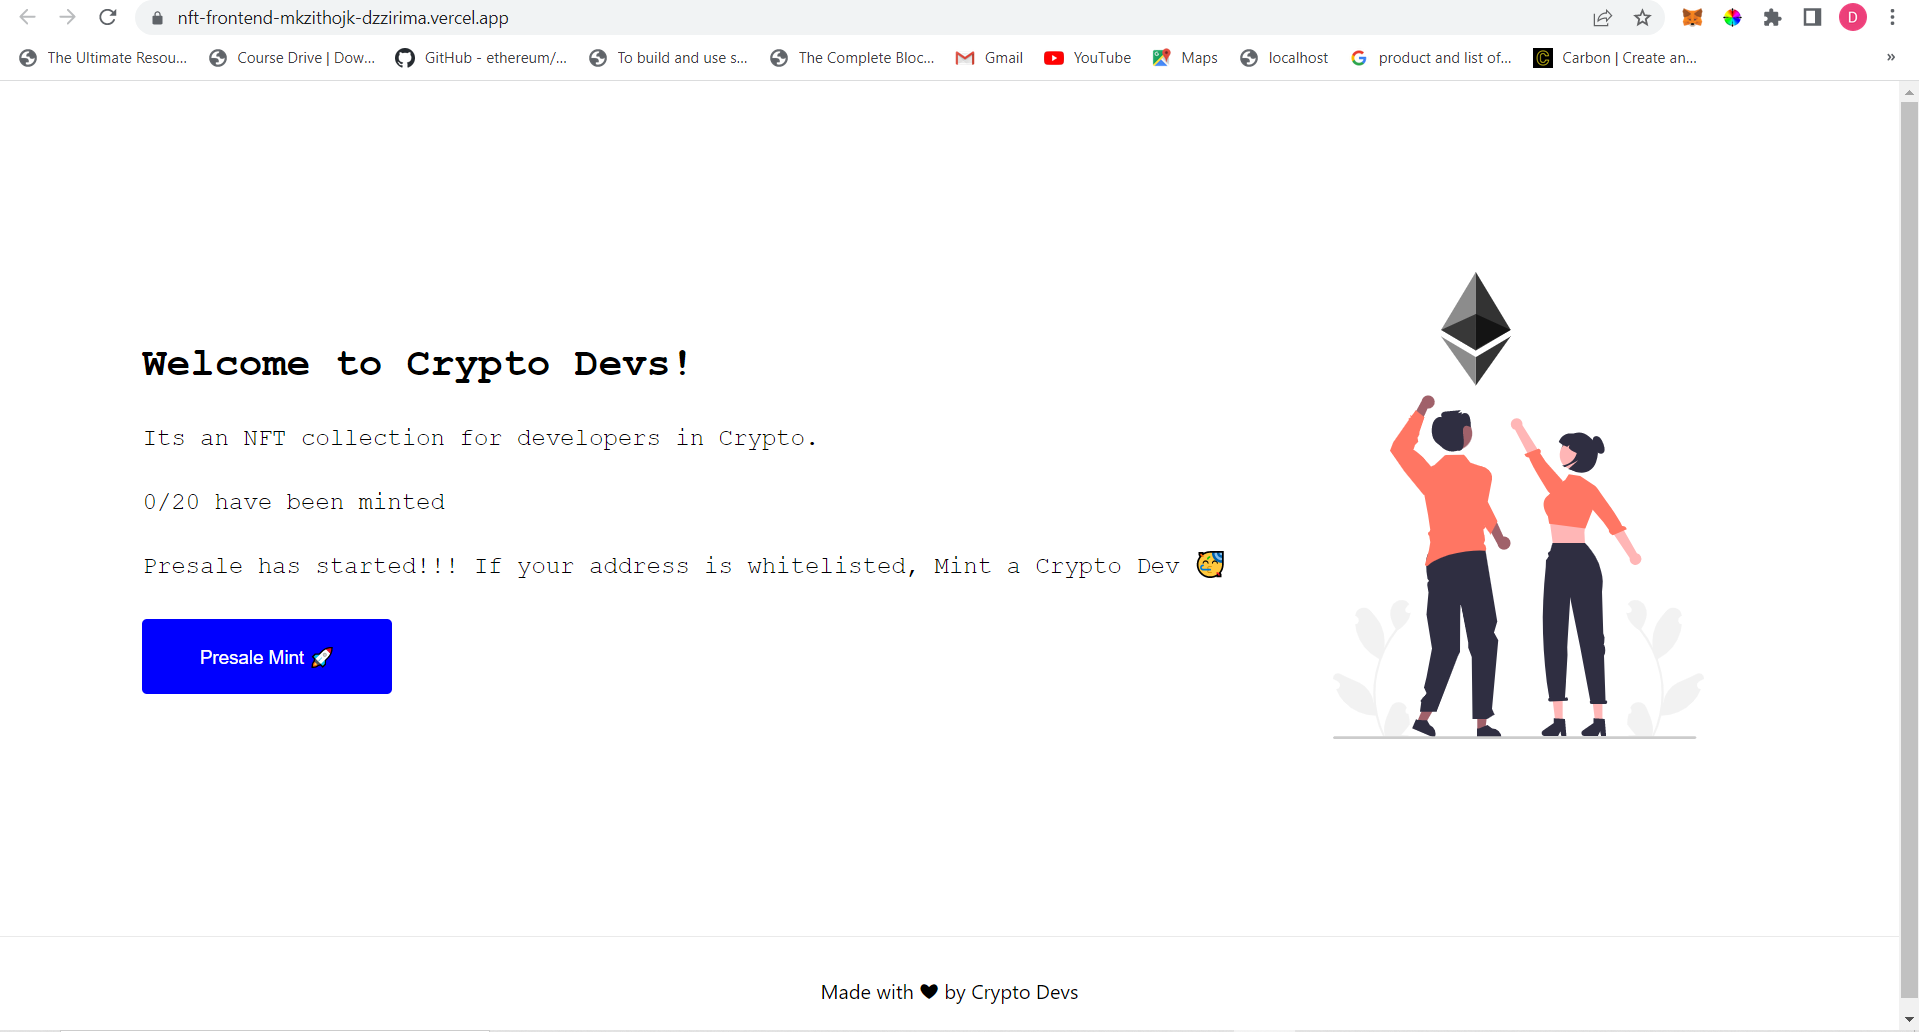 nft-frontend-mkzithojk-dzzirima.vercel.app
D
The Ultimate Resou...
Course Drive | Dow...
GitHub - ethereum/...
To build and use s...
The Complete Bloc...
Gmail
YouTube
Maps
localhost
product and list of...
Carbon | Create an...
»
Welcome to Crypto Devs!
Its an NFT collection for developers in Crypto.
0/20 have been minted
Presale has started!!! If your address is whitelisted, Mint a Crypto Dev 🥳
Presale Mint 🚀
Made with ❤ by Crypto Devs